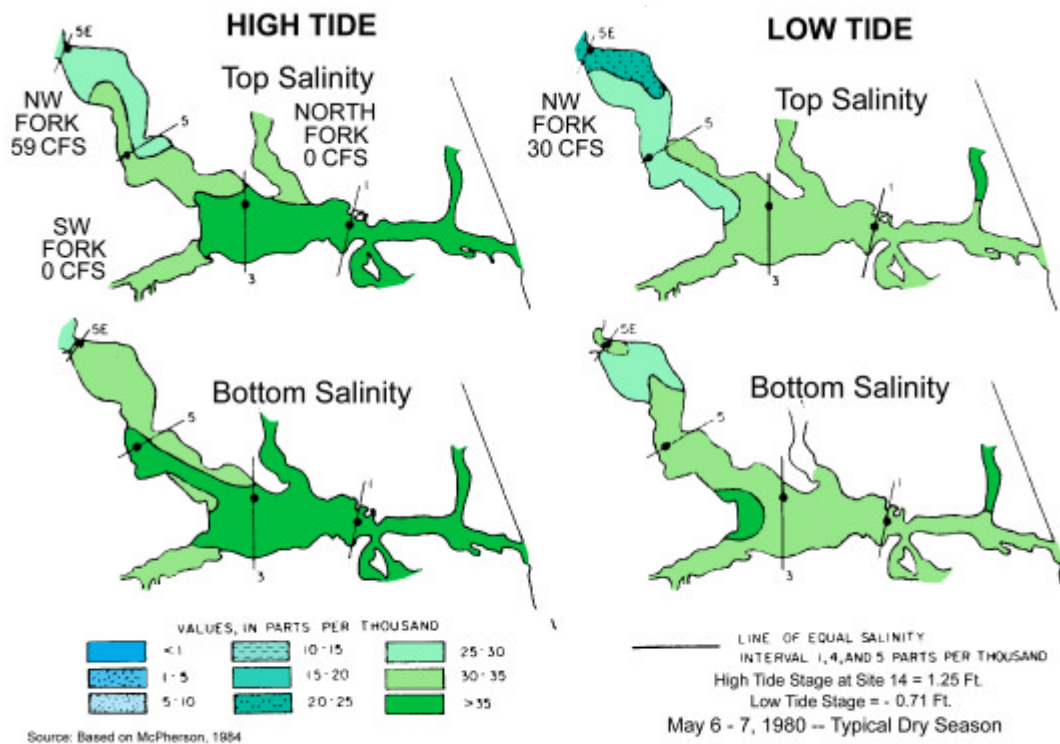 HIGH TIDE
LOW TIDE
5E
Top Salinity
NW
FORK
59 CFS
NORTH
FORK
0 CFS
5
1
SW
FORK
0 CFS
3
5E
Top Salinity
NW
FORK
30 CFS
5
1
3
5E
Bottom Salinity
5
1
3
5E
Bottom Salinity
5
1
3
VALUES, IN PARTS PER THOUSAND
<1
10-15
25-30
1-5
15-20
30-35
5-10
20-25
>35
LINE OF EQUAL SALINITY
INTERVAL 1, 4, AND 5 PARTS PER THOUSAND
High Tide Stage at Site 14 = 1.25 Ft.
Low Tide Stage = - 0.71 Ft.
May 6 - 7, 1980 -- Typical Dry Season
Source: Based on McPherson, 1984